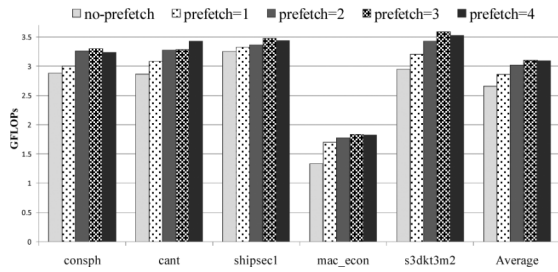 no-prefetch prefetch=1 prefetch=2 prefetch=3 prefetch=4
GFLOPs
3.5
3
2.5
2
1.5
1
0.5
0
consph cant shipsec1 mac_econ s3dkt3m2 Average